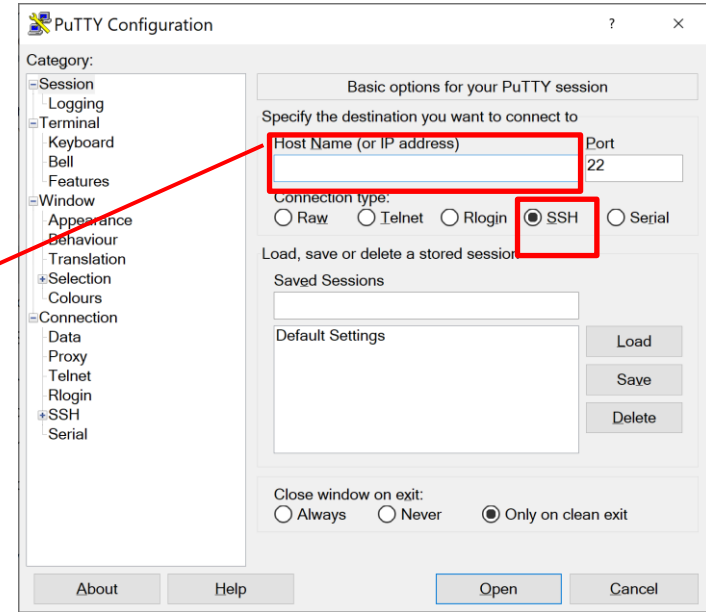 PuTTY Configuration
?
Category:
Session
Logging
Terminal
Keyboard
Bell
Features
Window
Appearance
Behaviour
Translation
Selection
Colours
Connection
Data
Proxy
Telnet
Rlogin
SSH
Serial
Basic options for your PuTTY session
Specify the destination you want to connect to
Host Name (or IP address) Port
22
Connection type:
Raw Telnet Rlogin SSH Serial
Load, save or delete a stored session
Saved Sessions
Default Settings
Load
Save
Delete
Close window on exit:
Always Never Only on clean exit
About Help Open Cancel